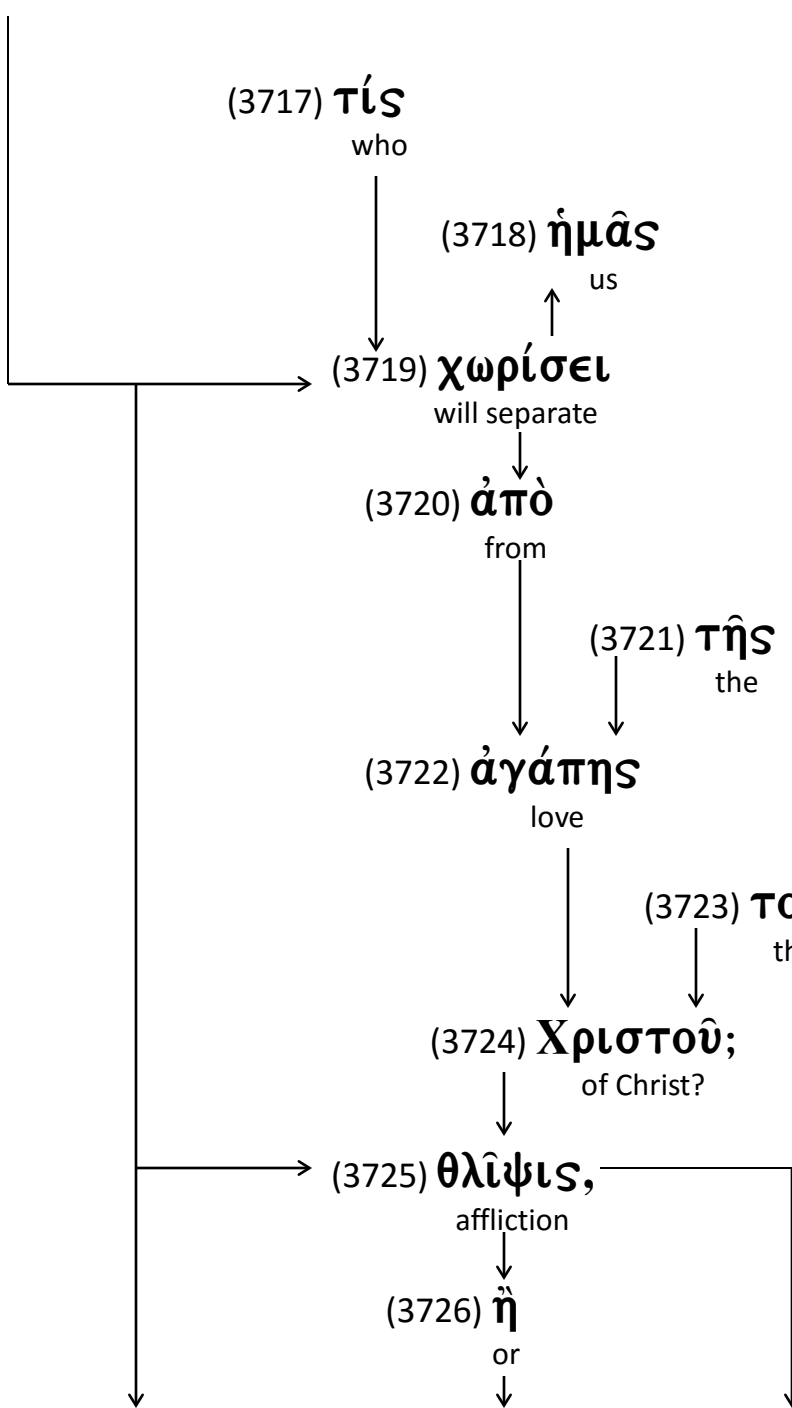 (3717) τίς
who
(3718) ἡμᾶς
us
(3719) χωρίσει
will separate
(3720) ἀπὸ
from
(3721) τῆς
the
(3722) ἀγάπης
love
(3723)
(3724) Χριστοῦ;
of Christ?
(3725) θλῖψις,
affliction
(3726) ἢ
or